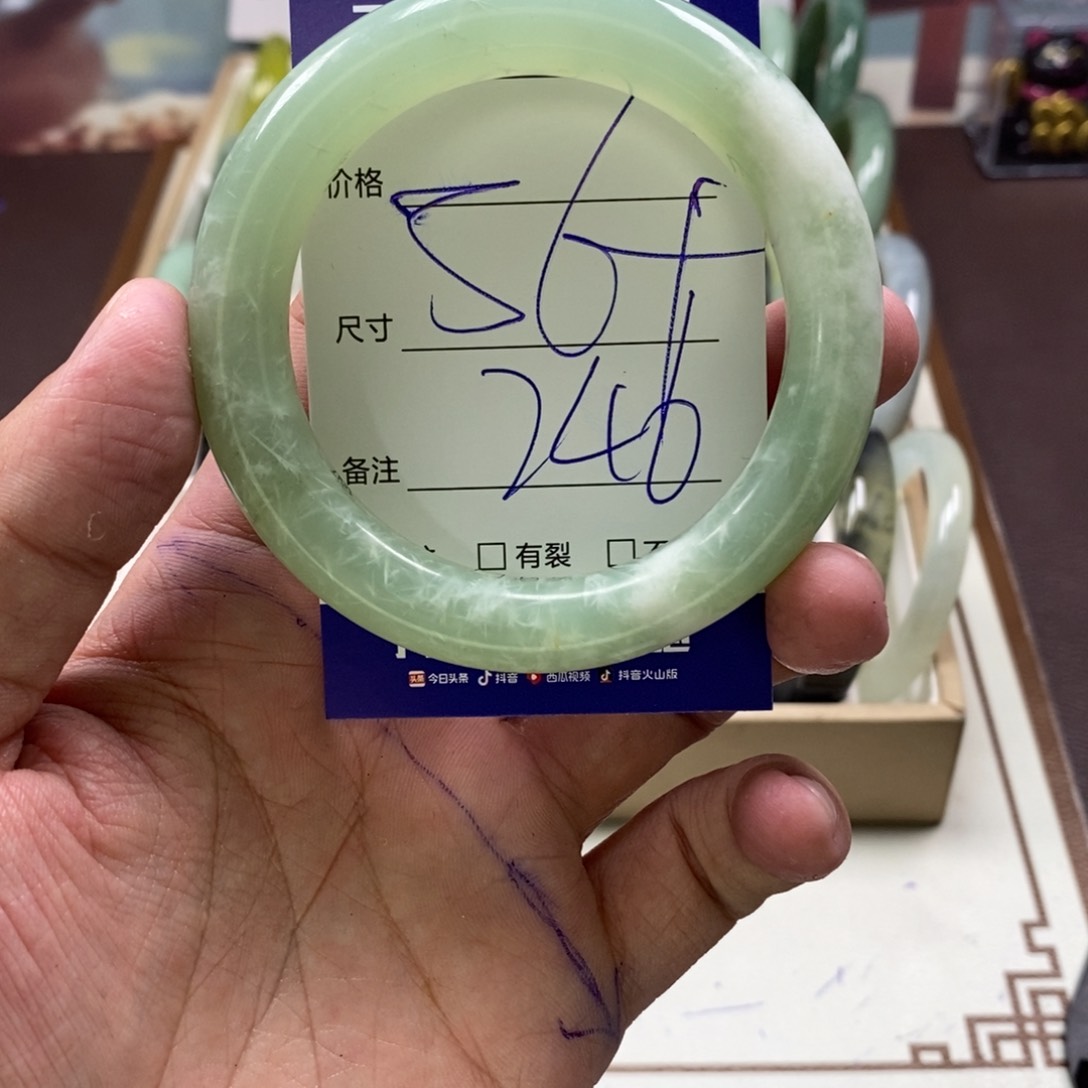 价格
56+
尺寸
246
备注
□ 有裂 □
今日头条 抖音 西瓜视频 抖音火山版